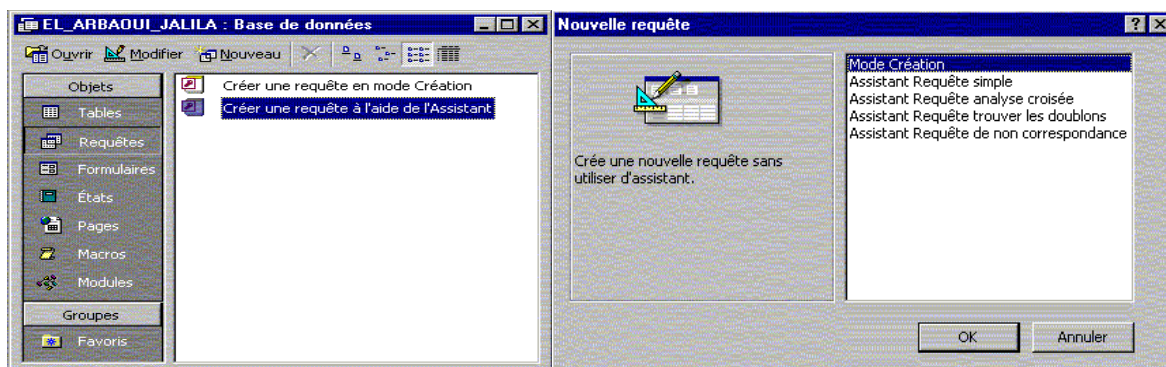 EL_ARBAOUI_JALILA : Base de données
Ouvrir Modifier Nouveau
Objets
Tables
Requêtes
Formulaires
États
Pages
Macros
Modules
Groupes
Favoris
Créer une requête en mode Création
Créer une requête à l'aide de l'Assistant
Nouvelle requête
Crée une nouvelle requête sans
utiliser d'assistant.
Mode Création
Assistant Requête simple
Assistant Requête analyse croisée
Assistant Requête trouver les doublons
Assistant Requête de non correspondance
OK Annuler